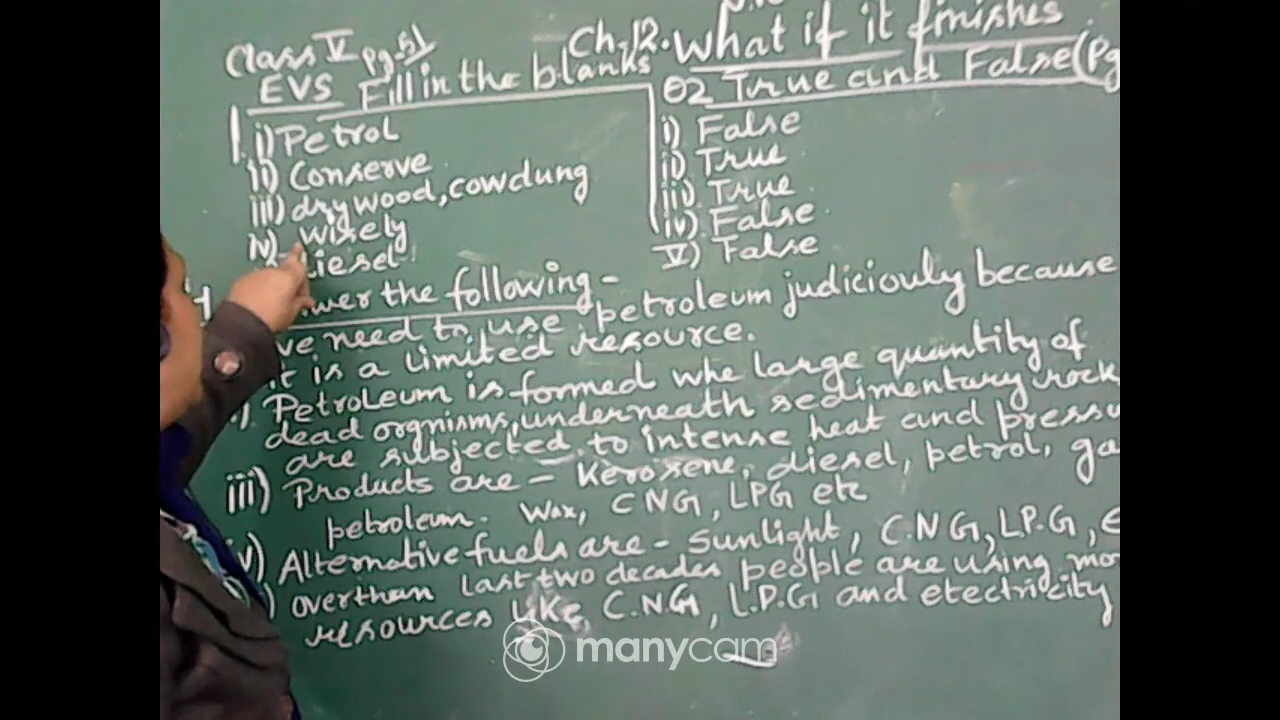 Class V Pg. 51 Ch-12. What if it finishes
EVS Fill in the blanks
1. i) Petrol
ii) Conserve
iii) dry wood, cowdung
iv) wisely
diesel
Q2 True and False (Pg
i) False
ii) True
iii) True
iv) False
V) False
wer the following -
we need to use petroleum judiciouly because
it is a limited resource.
Petroleum is formed whe large quantity of
dead orgnisms, underneath sedimentary rock
are subjected to intense heat and pressu
iii) Products are - Kerosene, diesel, petrol, ga
petroleum. Wax, CNG, LPG etc
iv) Alternative fuels are - Sunlight, C.N.G, L.P.G, E
overthan last two decades people are using mo
resources like, C.N.G, L.P.G and etectricity
manycam